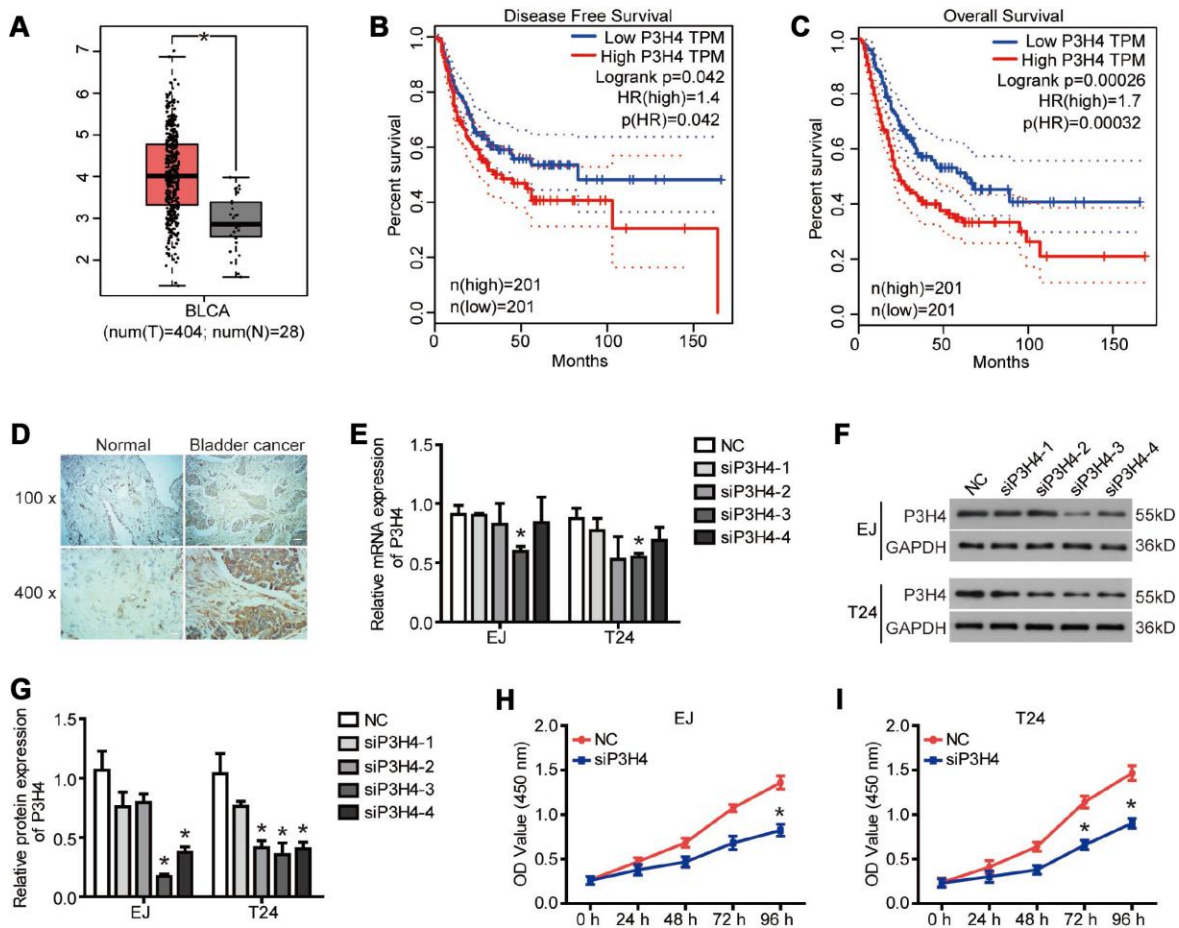 A
7
6
5
4
3
2
*
BLCA
(num(T)=404; num(N)=28)
B
Disease Free Survival
Low P3H4 TPM
High P3H4 TPM
Logrank p=0.042
HR(high)=1.4
p(HR)=0.042
n(high)=201
n(low)=201
Percent survival
1.0
0.8
0.6
0.4
0.2
0.0
0 50 100 150
Months
C
Overall Survival
Low P3H4 TPM
High P3H4 TPM
Logrank p=0.00026
HR(high)=1.7
p(HR)=0.00032
n(high)=201
n(low)=201
Percent survival
1.0
0.8
0.6
0.4
0.2
0.0
0 50 100 150
Months
D
Normal Bladder cancer
100 x
400 x
E
Relative mRNA expression
of P3H4
1.5
1.0
0.5
0.0
* *
EJ T24
NC
siP3H4-1
siP3H4-2
siP3H4-3
siP3H4-4
F
NC siP3H4-1 siP3H4-2 siP3H4-3 siP3H4-4
EJ
P3H4 55kD
GAPDH 36kD
T24
P3H4 55kD
GAPDH 36kD
G
Relative protein expression
of P3H4
1.5
1.0
0.5
0.0
* * * * *
EJ T24
NC
siP3H4-1
siP3H4-2
siP3H4-3
siP3H4-4
H
EJ
NC
siP3H4
OD Value (450 nm)
2.0
1.5
1.0
0.5
0.0
*
0 h 24 h 48 h 72 h 96 h
I
T24
NC
siP3H4
OD Value (450 nm)
2.0
1.5
1.0
0.5
0.0
* *
0 h 24 h 48 h 72 h 96 h